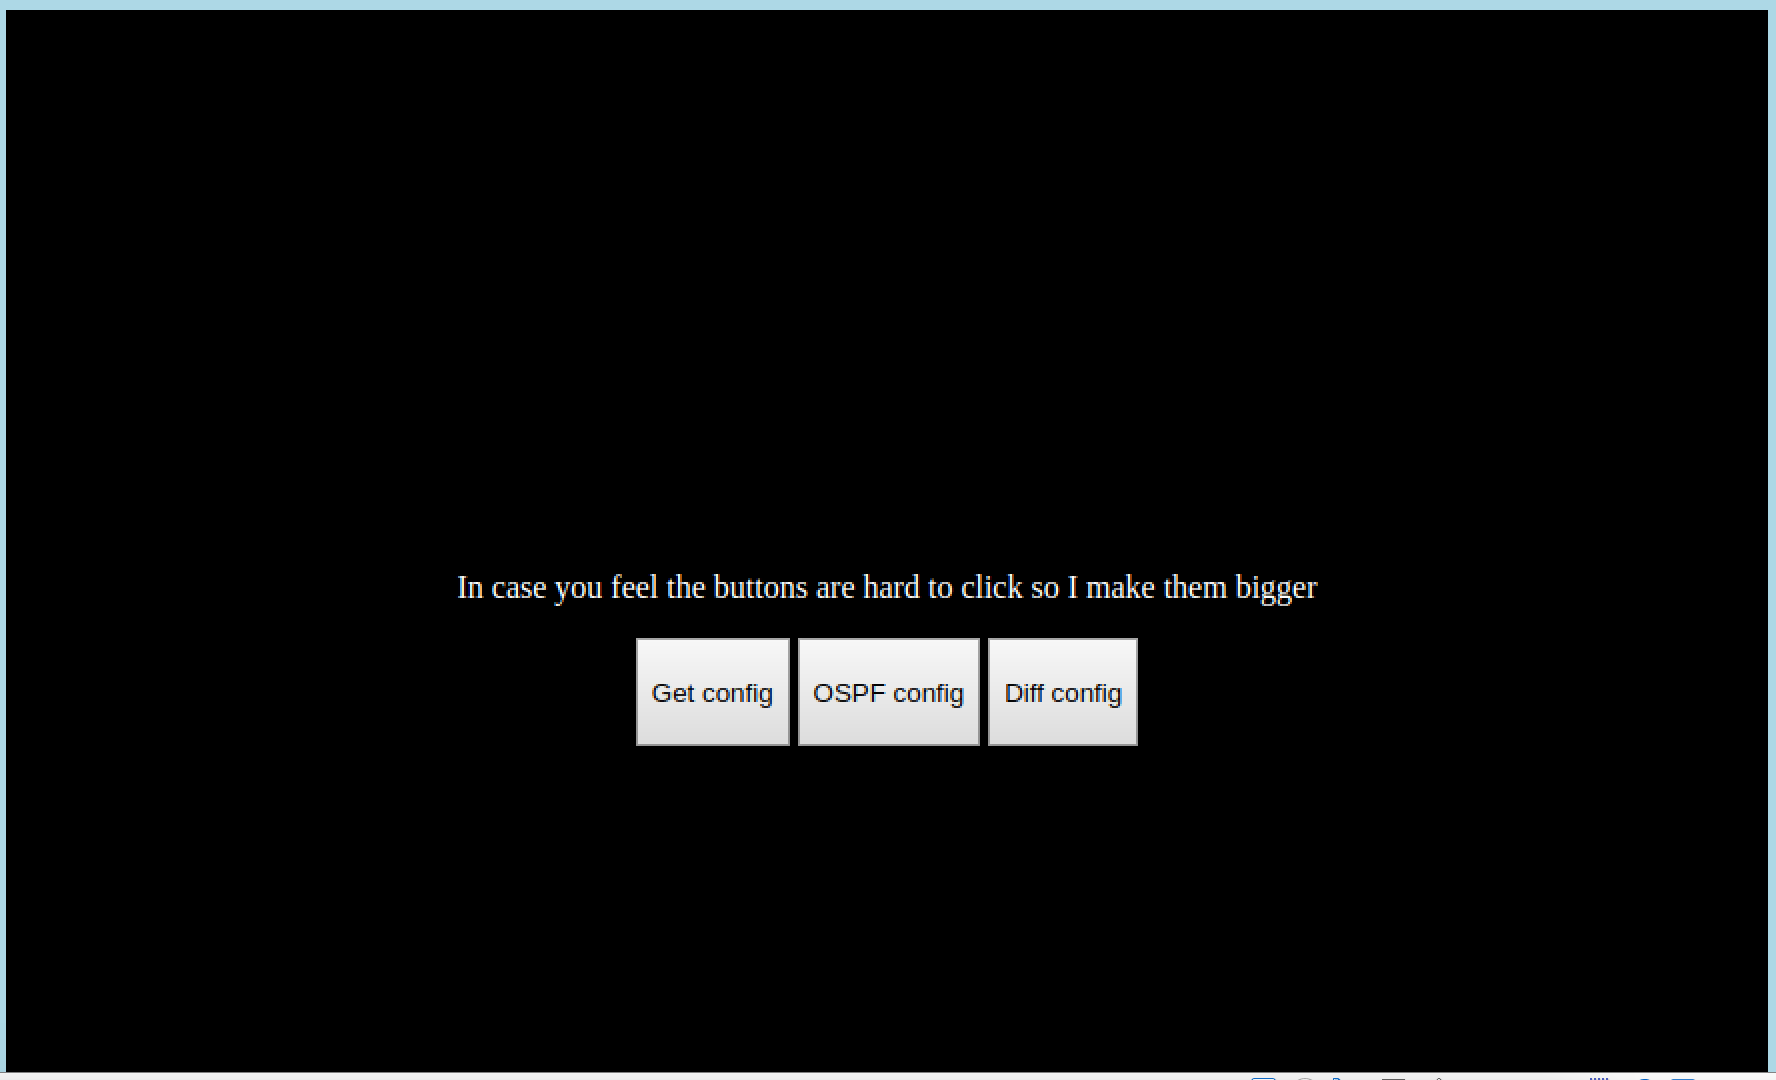 In case you feel the buttons are hard to click so I make them bigger
Get config OSPF config Diff config